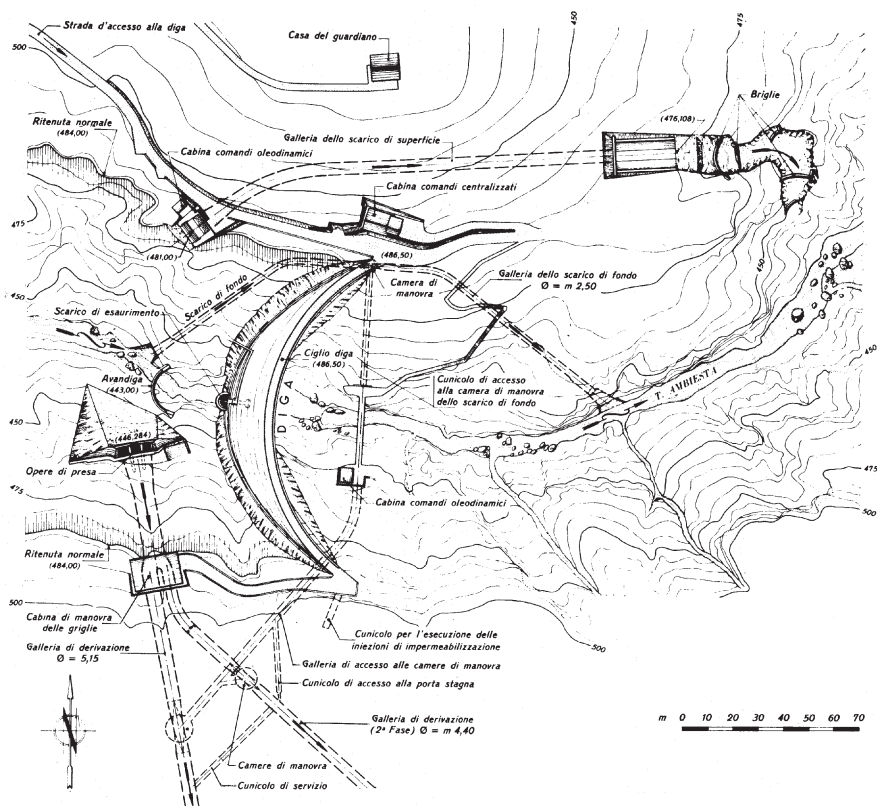 Strada d'accesso alla diga
500
Casa del guardiano
450
475
Briglie
Ritenuta normale
(484,00)
Galleria dello scarico di superficie
(476,108)
Cabina comandi oleodinamici
Cabina comandi centralizzati
475
(481,00)
(486,50)
Scarico di fondo
Camera di
manovra
Galleria dello scarico di fondo
Ø = m 2,50
450
450
Scarico di esaurimento
Ciglio diga
(486,50)
Avandiga
(443,00)
DIGA
Cunicolo di accesso
alla camera di manovra
dello scarico di fondo
T. AMBIESTA
450
450
(446,284)
Opere di presa
475
475
Cabina comandi oleodinamici
500
Ritenuta normale
(484,00)
500
Cabina di manovra
delle griglie
Cunicolo per l'esecuzione delle
iniezioni di impermeabilizzazione
500
Galleria di derivazione
Ø = 5,15
Galleria di accesso alle camere di manovra
Cunicolo di accesso alla porta stagna
Galleria di derivazione
(2ª Fase) Ø = m 4,40
m 0 10 20 30 40 50 60 70
Camere di manovra
Cunicolo di servizio